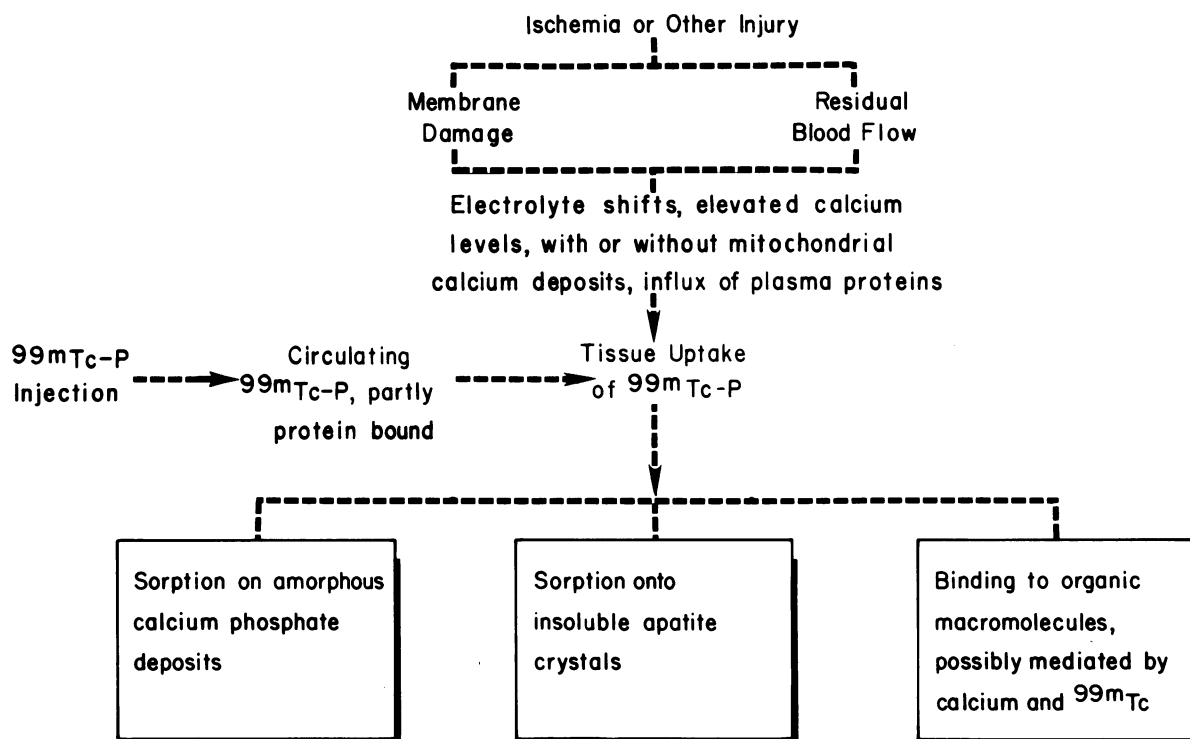 Ischemia or Other Injury
Membrane
Damage
Residual
Blood Flow
Electrolyte shifts, elevated calcium
levels, with or without mitochondrial
calcium deposits, influx of plasma proteins
99mTc-P
Injection
Circulating
99mTc-P, partly
protein bound
Tissue Uptake
of 99mTc-P
Sorption on amorphous
calcium phosphate
deposits
Sorption onto
insoluble apatite
crystals
Binding to organic
macromolecules,
possibly mediated by
calcium and 99mTc